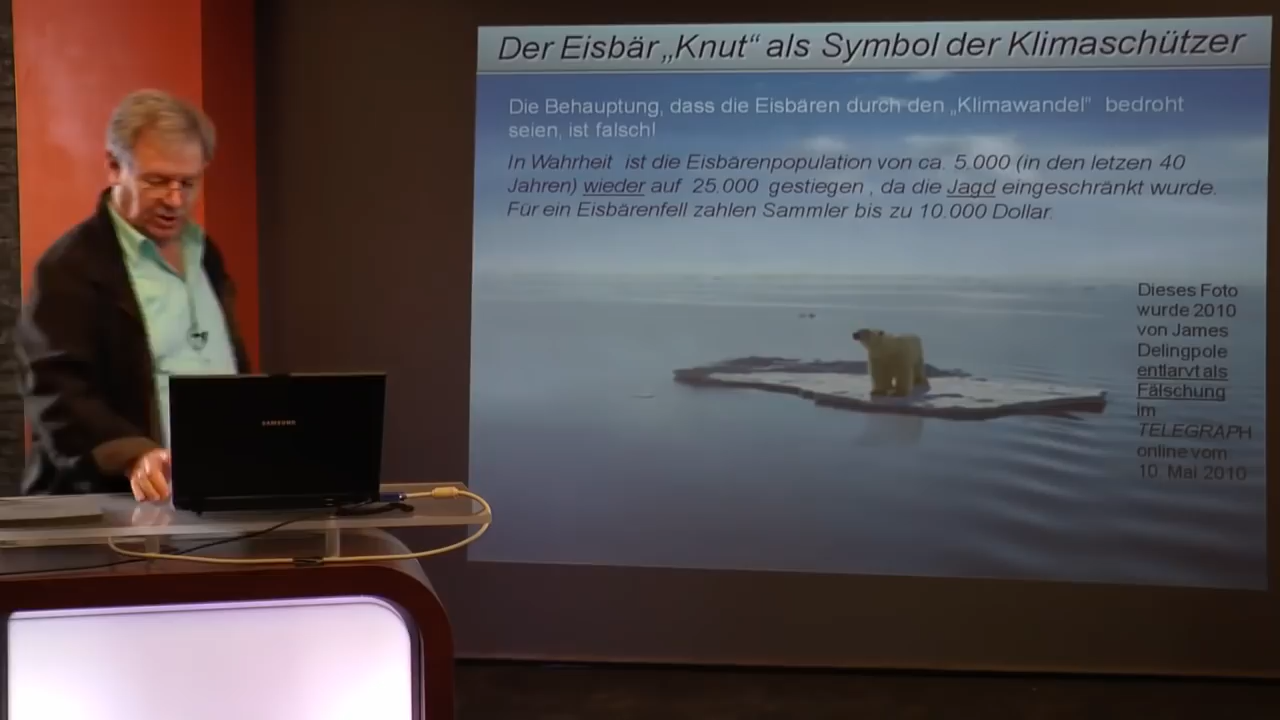 Der Eisbär „Knut“ als Symbol der Klimaschützer
Die Behauptung, dass die Eisbären durch den „Klimawandel“ bedroht
seien, ist falsch!
In Wahrheit ist die Eisbärenpopulation von ca. 5.000 (in den letzen 40
Jahren) wieder auf 25.000 gestiegen , da die Jagd eingeschränkt wurde.
Für ein Eisbärenfell zahlen Sammler bis zu 10.000 Dollar.
Dieses Foto
wurde 2010
von James
Delingpole
entlarvt als
Fälschung
im
TELEGRAPH
online vom
10. Mai 2010
SAMSUNG